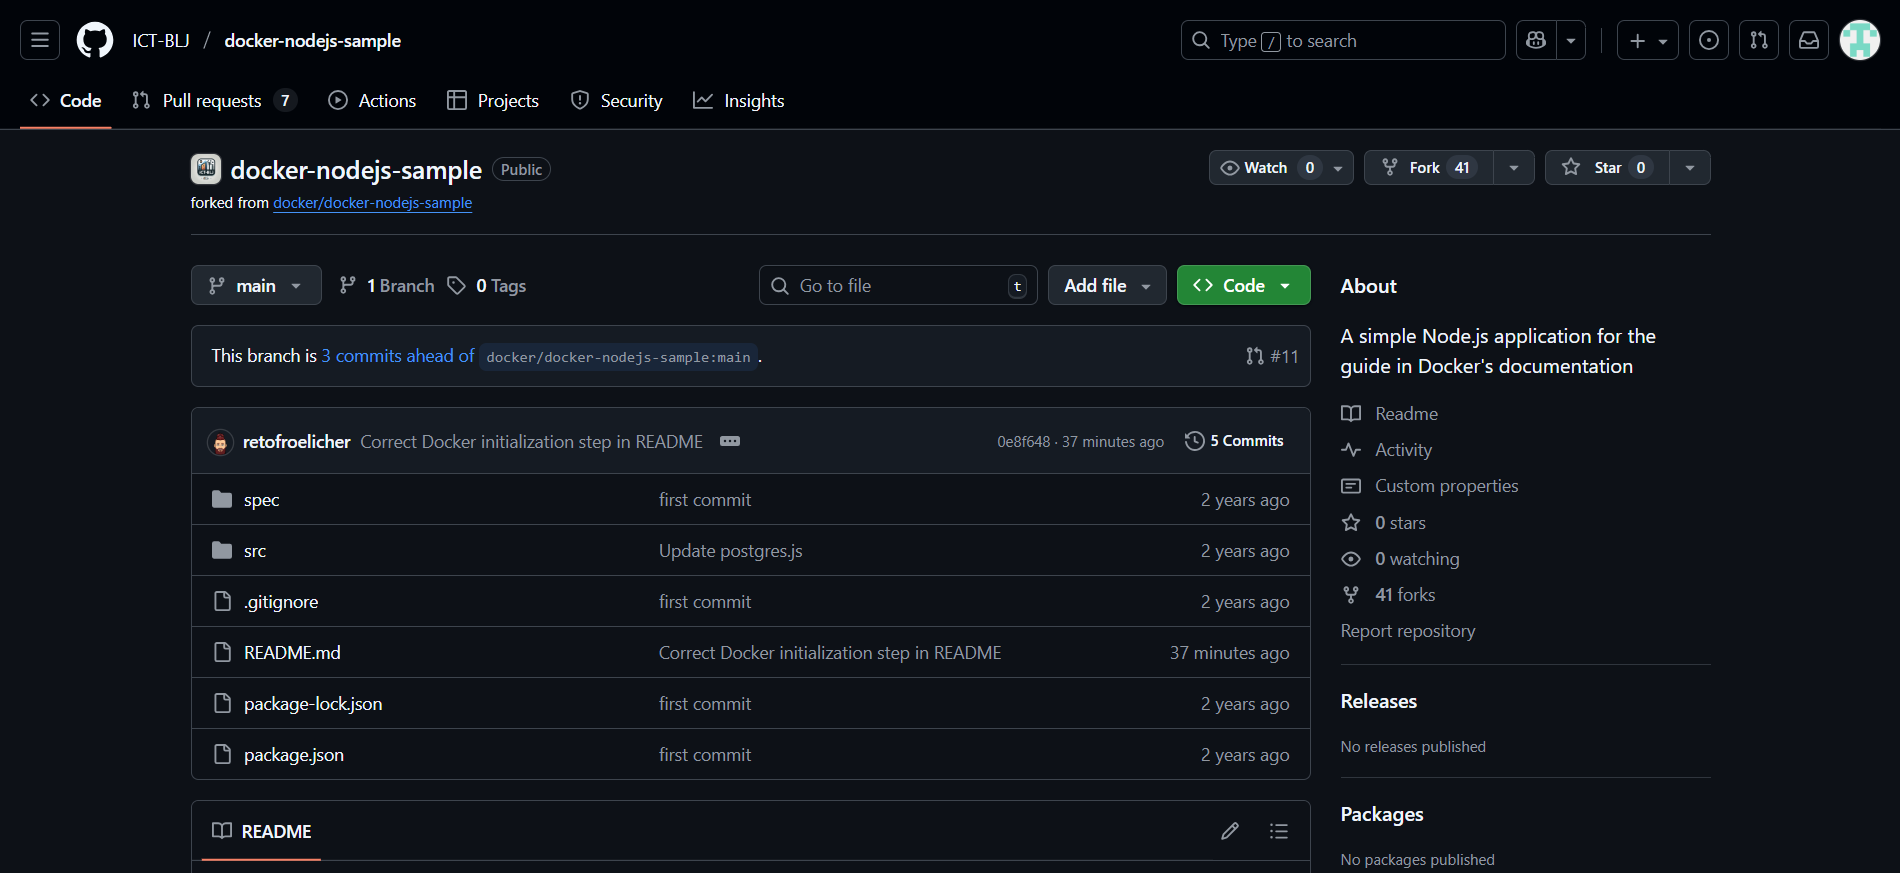 ICT-BLJ / docker-nodejs-sample
Type / to search
Code
Pull requests 7
Actions
Projects
Security
Insights
docker-nodejs-sample Public
forked from docker/docker-nodejs-sample
Watch 0
Fork 41
Star 0
main
1 Branch
0 Tags
Go to file t
Add file
Code
This branch is 3 commits ahead of docker/docker-nodejs-sample:main .
#11
retofroelicher Correct Docker initialization step in README
0e8f648 · 37 minutes ago
5 Commits
spec first commit 2 years ago
src Update postgres.js 2 years ago
.gitignore first commit 2 years ago
README.md Correct Docker initialization step in README 37 minutes ago
package-lock.json first commit 2 years ago
package.json first commit 2 years ago
README
About
A simple Node.js application for the
guide in Docker's documentation
Readme
Activity
Custom properties
0 stars
0 watching
41 forks
Report repository
Releases
No releases published
Packages
No packages published